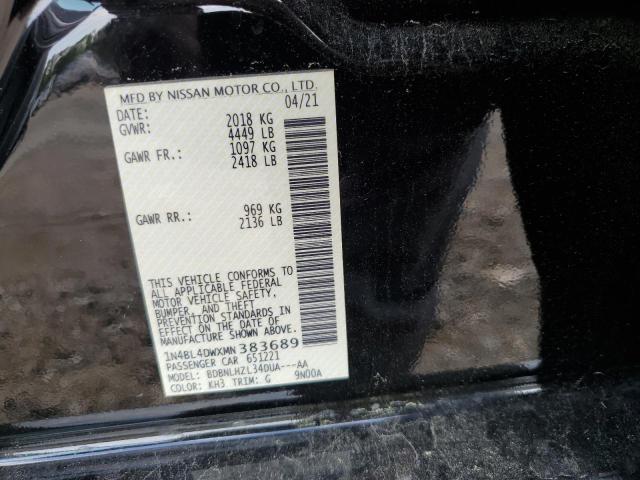 MFD BY NISSAN MOTOR CO., LTD.
DATE: 04/21
GVWR: 2018 KG
4449 LB
GAWR FR.: 1097 KG
2418 LB
GAWR RR.: 969 KG
2136 LB
THIS VEHICLE CONFORMS TO
ALL APPLICABLE FEDERAL
MOTOR VEHICLE SAFETY,
BUMPER, AND THEFT
PREVENTION STANDARDS IN
EFFECT ON THE DATE OF
MANUFACTURE SHOWN ABOVE.
1N4BL4DWXMN383689
PASSENGER CAR 651221
MODEL: BDBNLHZL34DUA---AA
COLOR: KH3 TRIM: G 9N00A